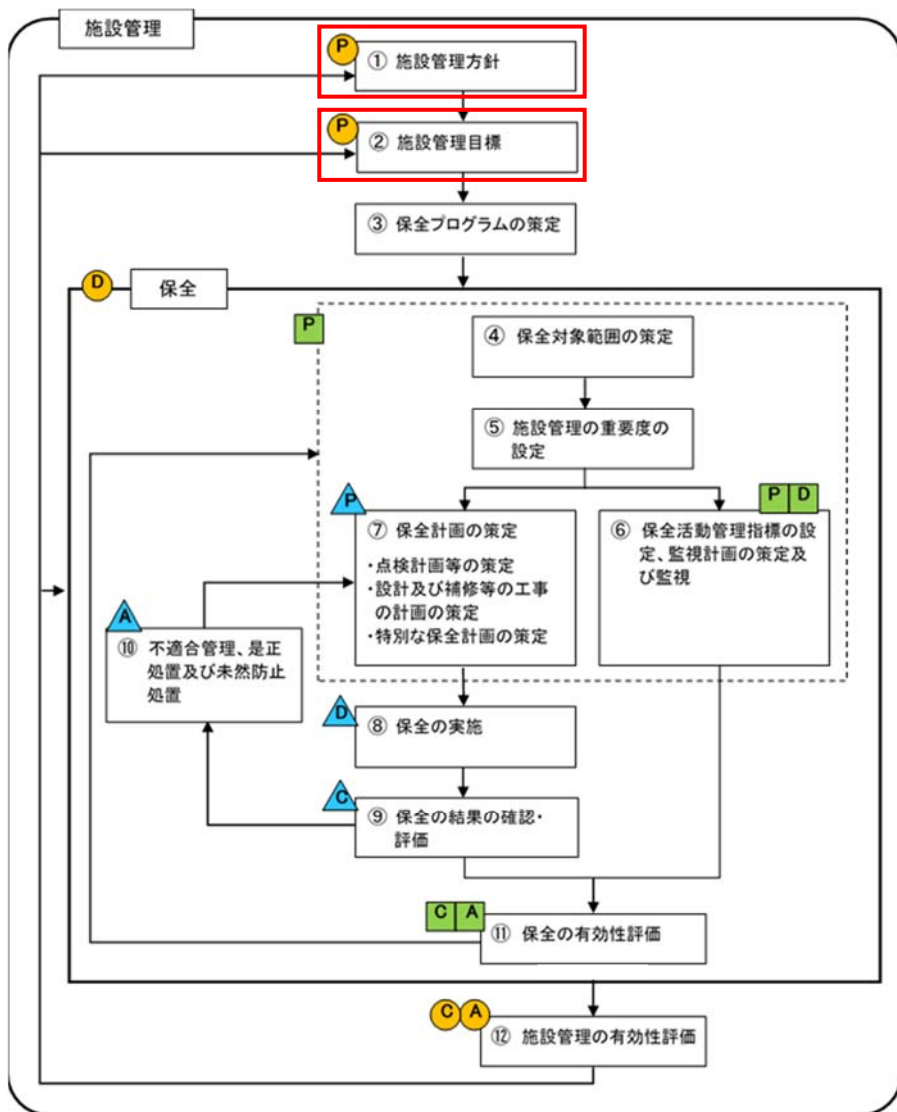 施設管理
P
① 施設管理方針
P
② 施設管理目標
③ 保全プログラムの策定
D
保全
P
④ 保全対象範囲の策定
⑤ 施設管理の重要度の
設定
P
⑦ 保全計画の策定
・点検計画等の策定
・設計及び補修等の工事
の計画の策定
・特別な保全計画の策定
P D
⑥ 保全活動管理指標の設
定、監視計画の策定及
び監視
A
⑩ 不適合管理、是正
処置及び未然防止
処置
D
⑧ 保全の実施
C
⑨ 保全の結果の確認・
評価
C A
⑪ 保全の有効性評価
C A
⑫ 施設管理の有効性評価